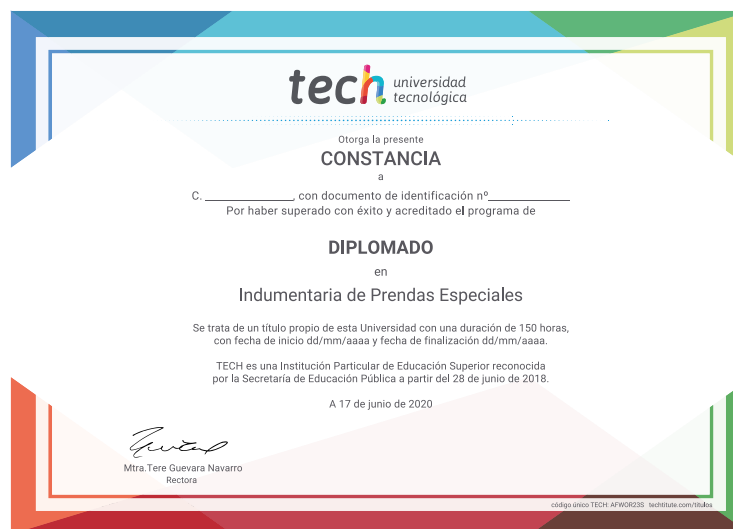 tech universidad
tecnológica
Otorga la presente
CONSTANCIA
a
C. ____________, con documento de identificación nº____________
Por haber superado con éxito y acreditado el programa de
DIPLOMADO
en
Indumentaria de Prendas Especiales
Se trata de un título propio de esta Universidad con una duración de 150 horas,
con fecha de inicio dd/mm/aaaa y fecha de finalización dd/mm/aaaa.
TECH es una Institución Particular de Educación Superior reconocida
por la Secretaría de Educación Pública a partir del 28 de junio de 2018.
A 17 de junio de 2020
Mtra.Tere Guevara Navarro
Rectora
código único TECH: AFWOR23S techtitute.com/titulos